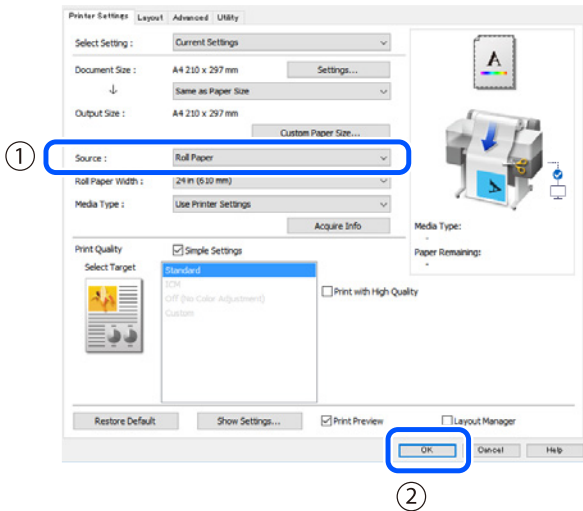 Printer Settings Layout Advanced Utility
Select Setting : Current Settings
Document Size : A4 210 x 297 mm Settings...
↓ Same as Paper Size
Output Size : A4 210 x 297 mm
Custom Paper Size...
① Source : Roll Paper
Roll Paper Width : 24 in (610 mm)
Media Type : Use Printer Settings
Acquire Info
Print Quality Simple Settings
Select Target
Standard
ICM
Off (No Color Adjustment)
Custom
Print with High Quality
A
A
Media Type:
-
Paper Remaining:
-
Restore Default Show Settings... Print Preview Layout Manager
OK Cancel Help
②